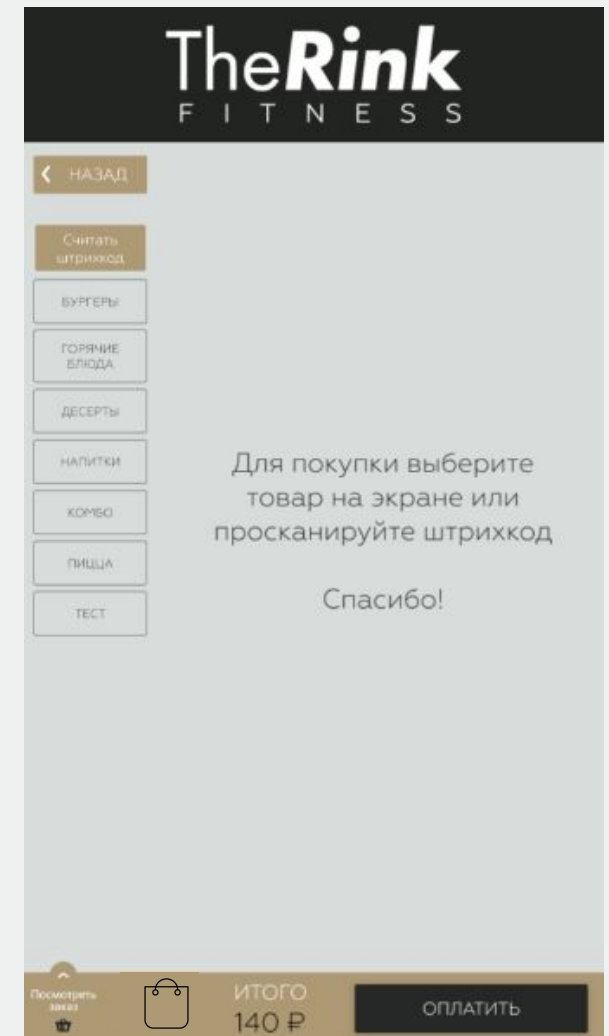 TheRink
FITNESS
НАЗАД
Считать
штрихкод
БУРГЕРЫ
ГОРЯЧИЕ
БЛЮДА
ДЕСЕРТЫ
НАПИТКИ
КОМБО
ПИЦЦА
ТЕСТ
Для покупки выберите
товар на экране или
просканируйте штрихкод
Спасибо!
Посмотреть
заказ
ИТОГО
140 ₽
ОПЛАТИТЬ